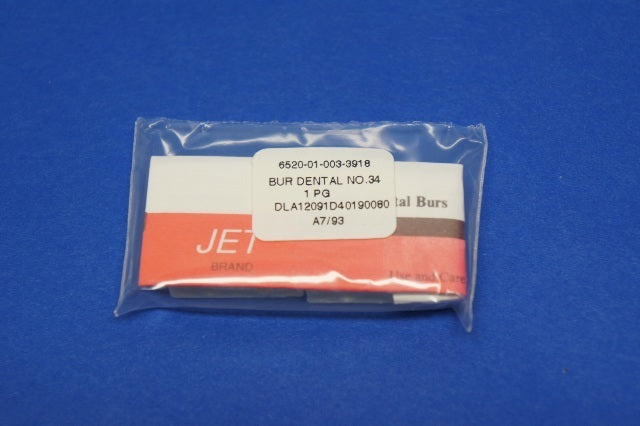 6520-01-003-3918
BUR DENTAL NO.34
1 PG
DLA12091D40190080
A7/93
tal Burs
JET
BRAND
Use and Care